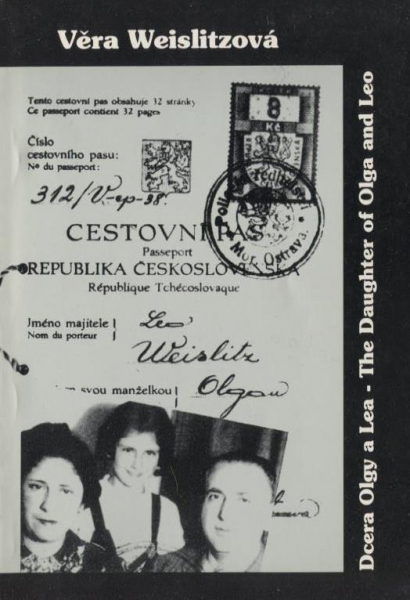 Věra Weislitzová
Tento cestovní pas obsahuje 32 stránky
Ce passeport contient 32 pages
Číslo
cestovního pasu:
No du passeport:
312/V-ep-38.
8
Kč
Mor. Ostrava.
CESTOVNÍ PAS
Passeport
REPUBLIKA ČESKOSLOVENSKÁ
République Tchécoslovaque
Jméno majitele
Nom du porteur
Leo
Weislitz
svou manželkou
Olgou
Dcera Olgy a Lea - The Daughter of Olga and Leo